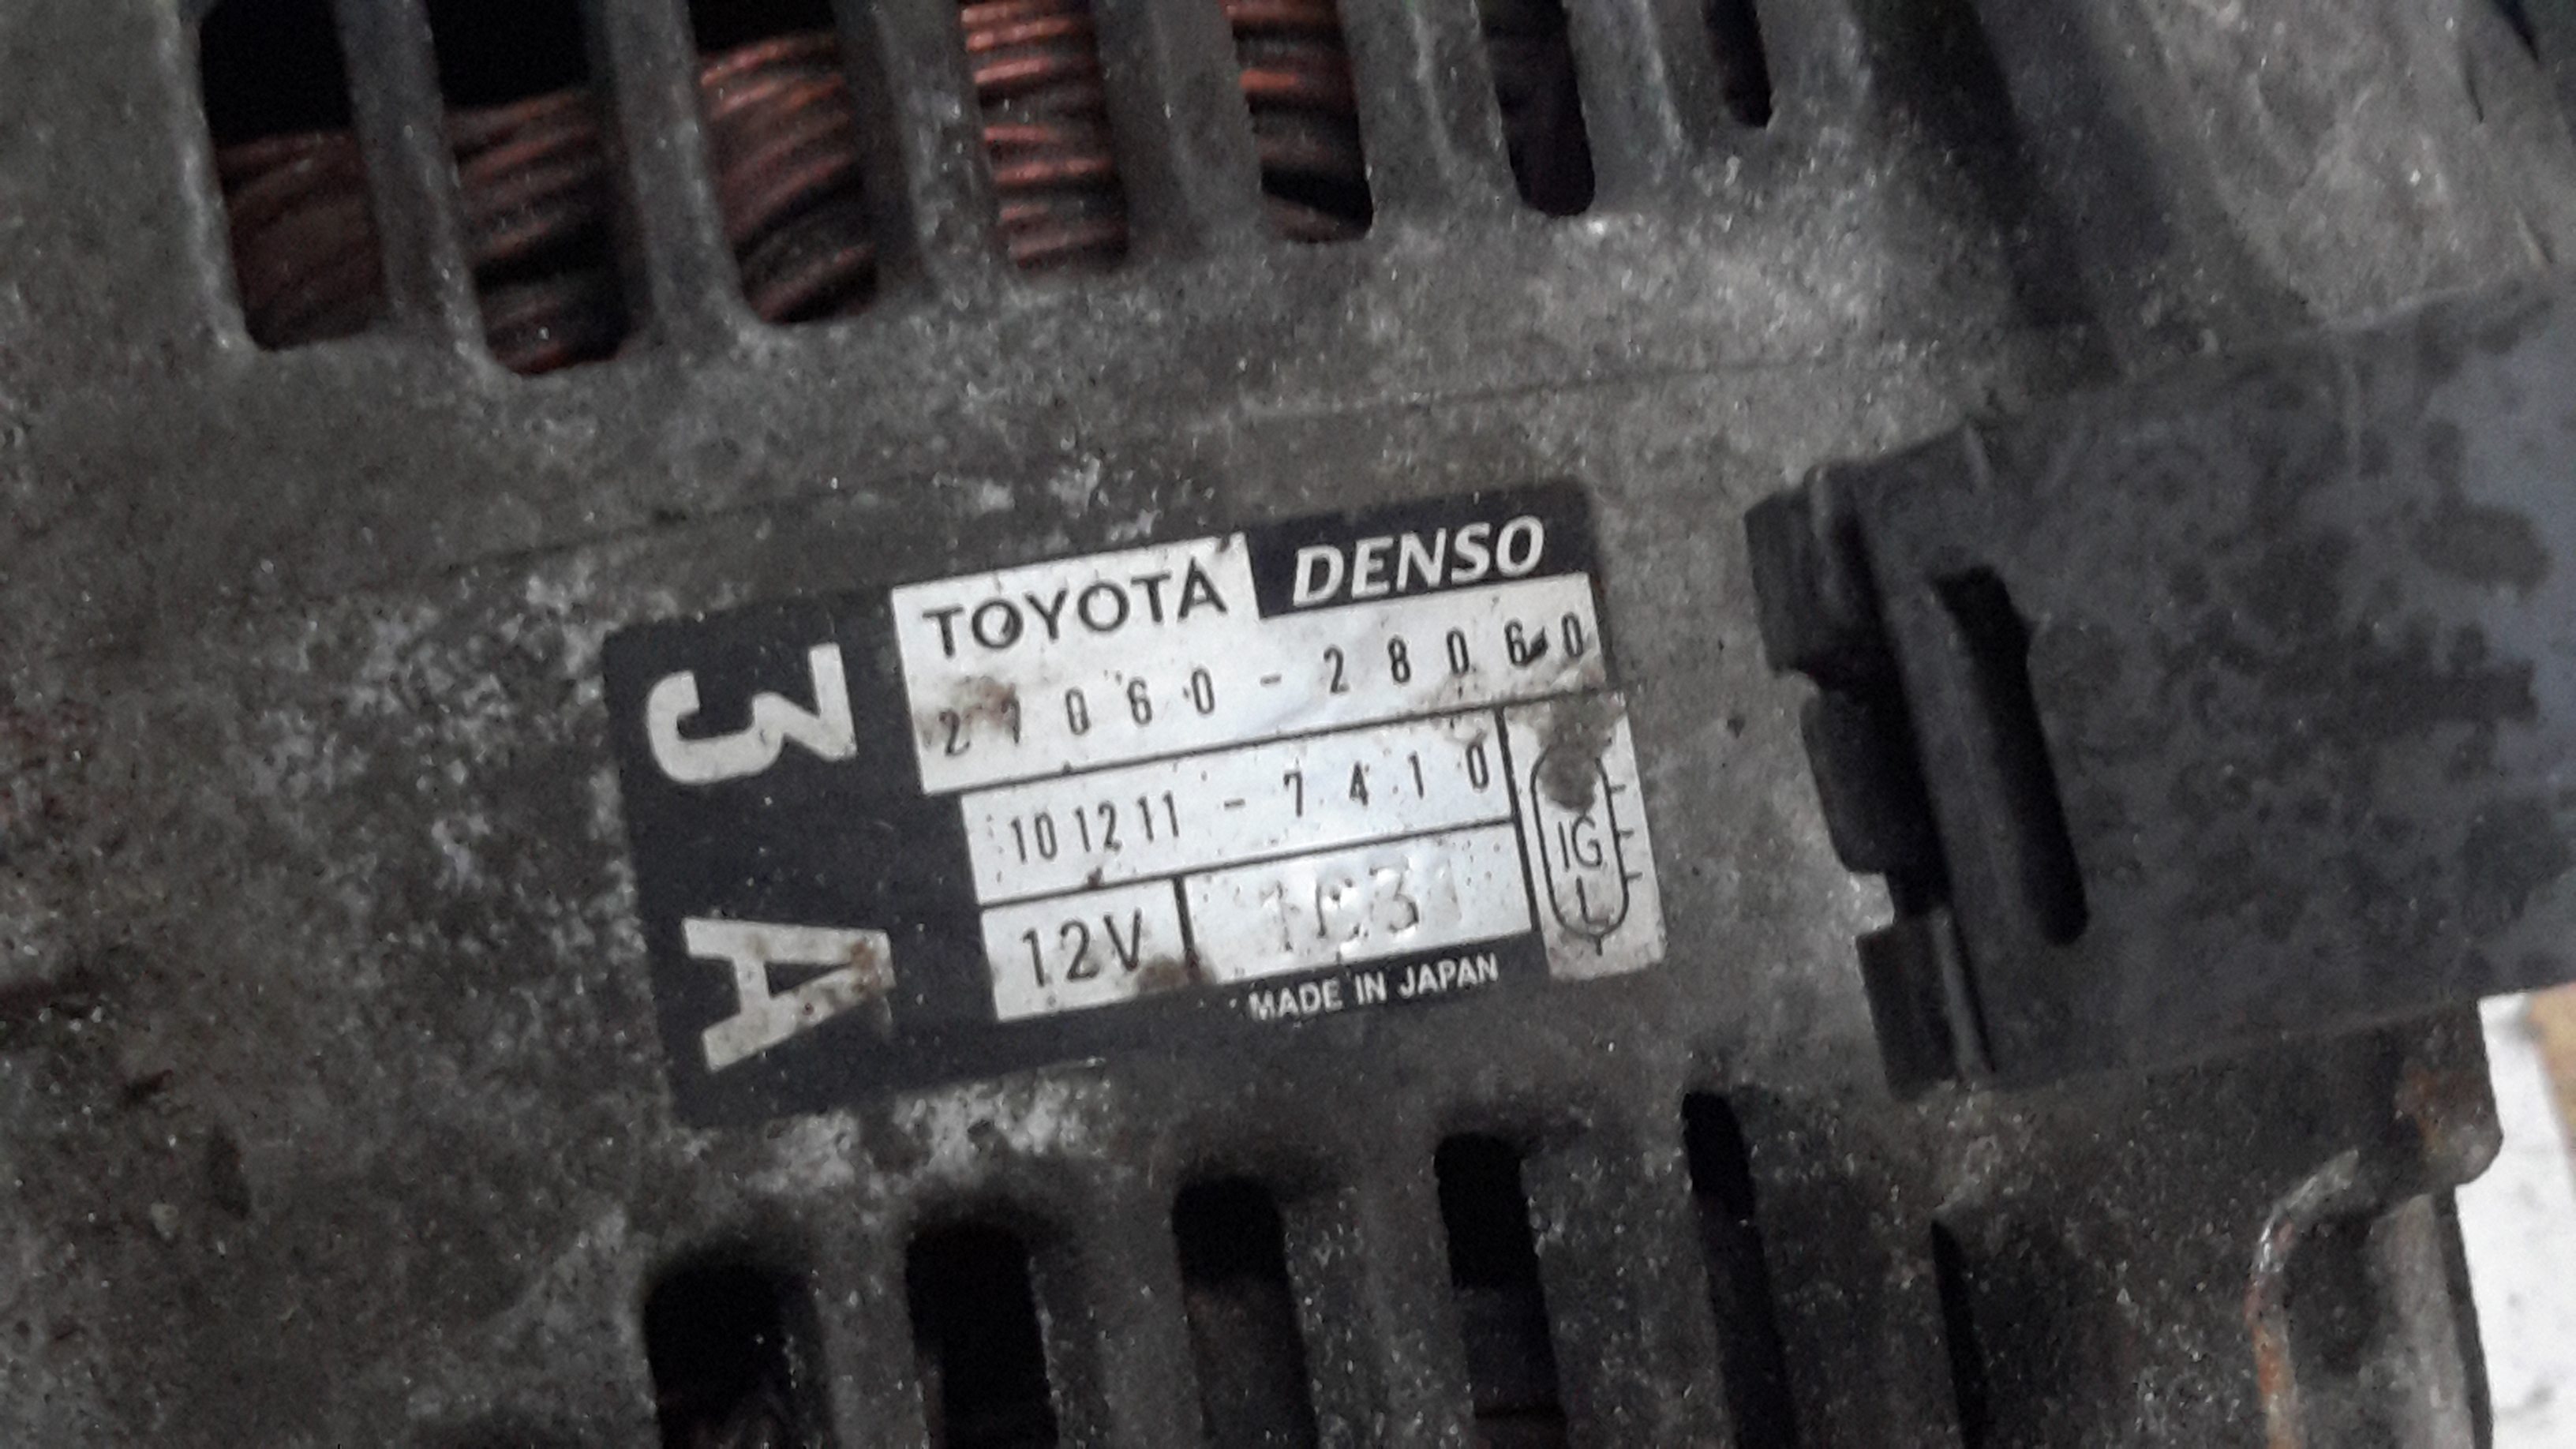 TOYOTA DENSO
27060-28060
101211-7410
12V
IG
L
MADE IN JAPAN
3A